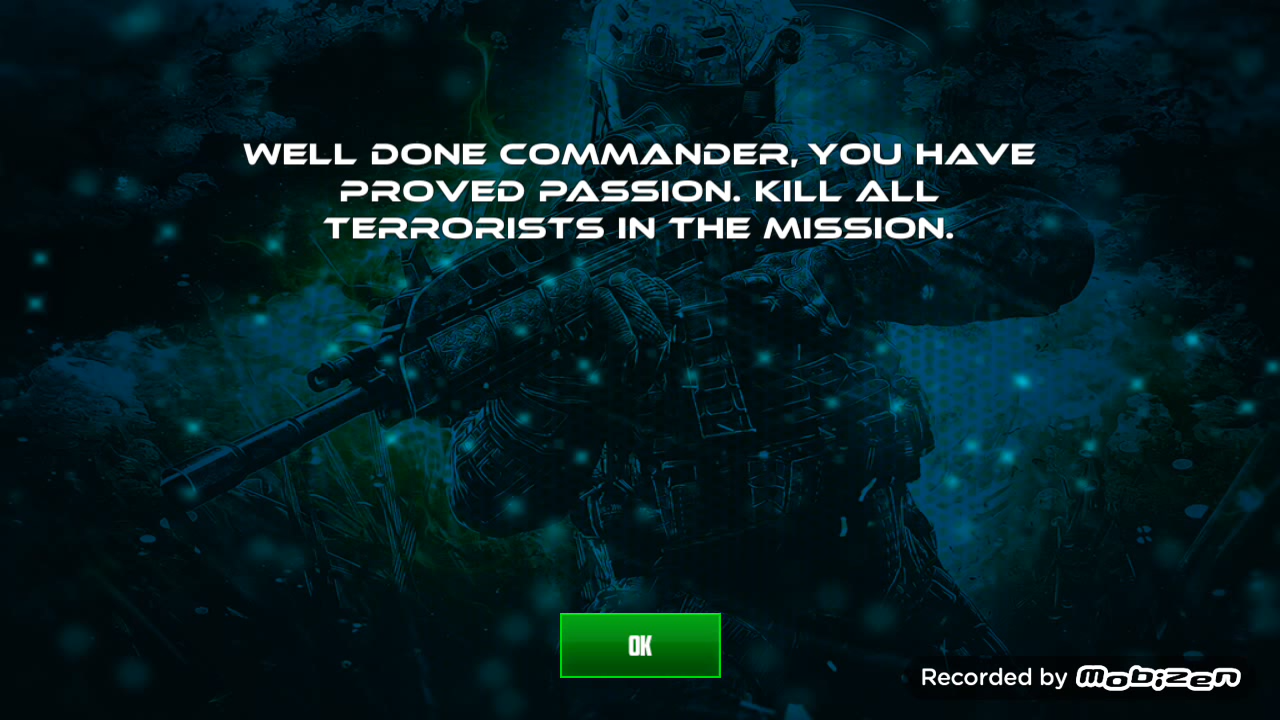 WELL DONE COMMANDER, YOU HAVE
PROVED PASSION. KILL ALL
TERRORISTS IN THE MISSION.
OK
Recorded by mobizen